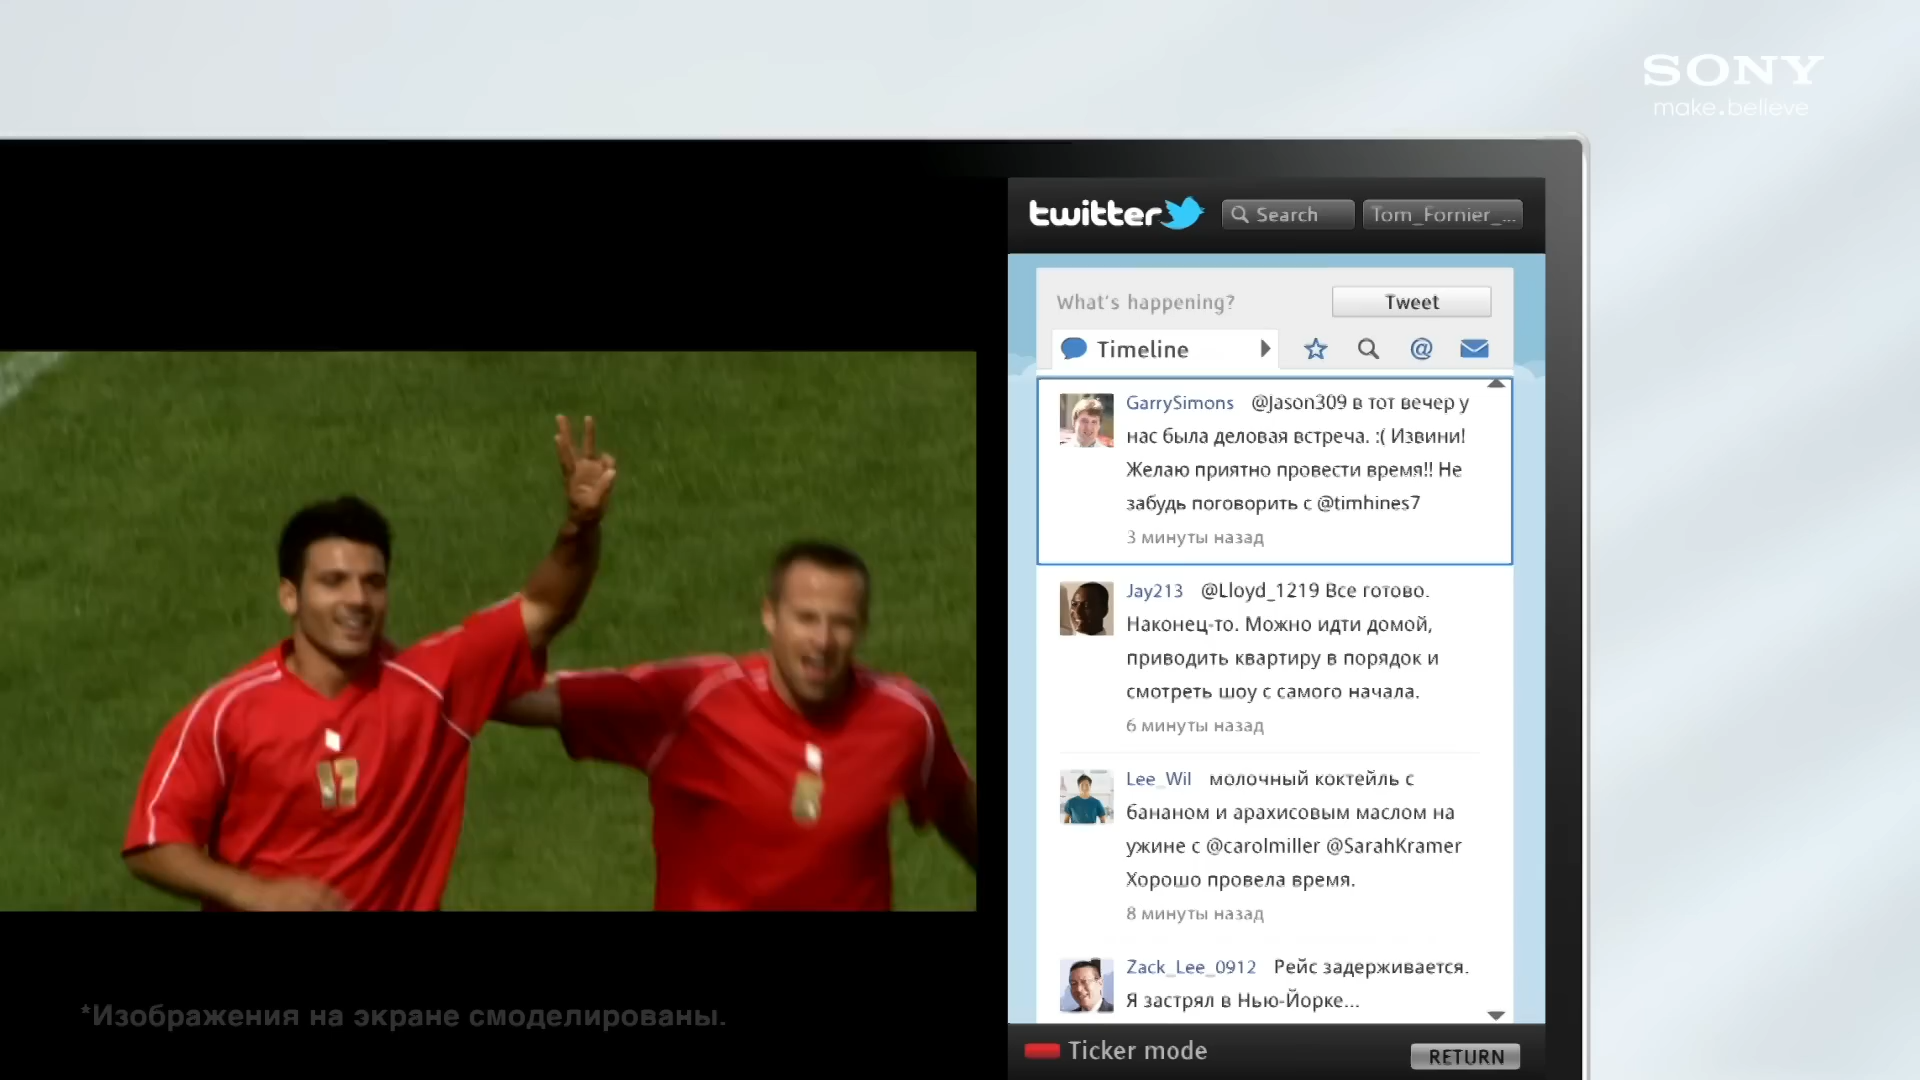 SONY
make.believe
twitter
Search
Tom_Fornier_...
What's happening?
Tweet
Timeline
GarrySimons @Jason309 в тот вечер у
нас была деловая встреча. :( Извини!
Желаю приятно провести время!! Не
забудь поговорить с @timhines7
3 минуты назад
Jay213 @Lloyd_1219 Все готово.
Наконец-то. Можно идти домой,
приводить квартиру в порядок и
смотреть шоу с самого начала.
6 минуты назад
Lee_Wil молочный коктейль с
бананом и арахисовым маслом на
ужине с @carolmiller @SarahKramer
Хорошо провела время.
8 минуты назад
Zack_Lee_0912 Рейс задерживается.
Я застрял в Нью-Йорке...
Ticker mode
RETURN
17
*Изображения на экране смоделированы.